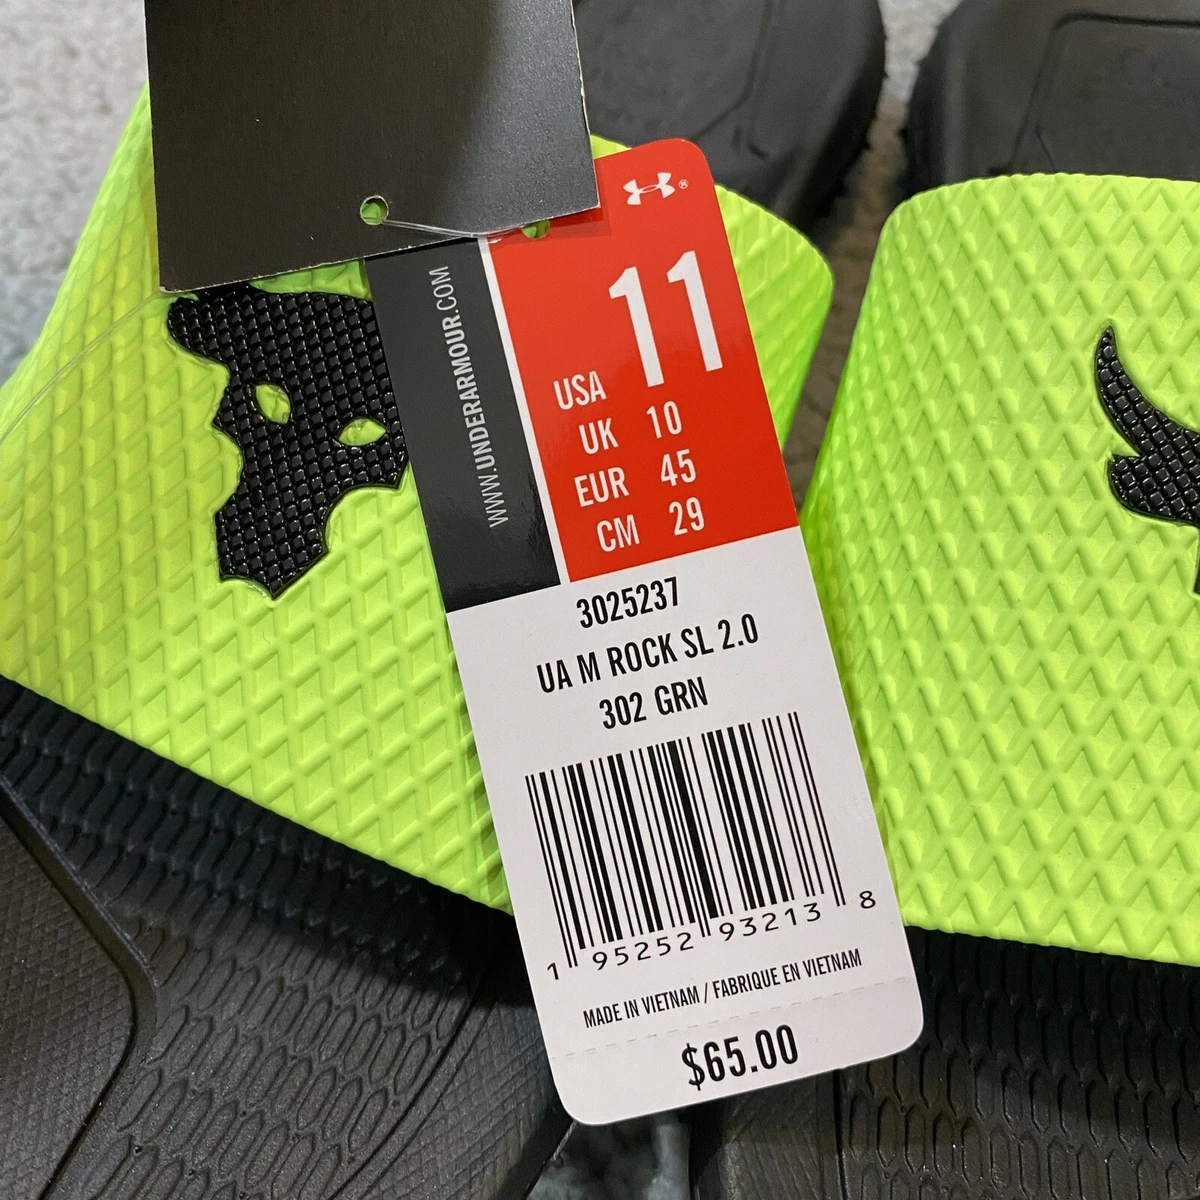 ®
WWW.UNDERARMOUR.COM
USA 11
UK 10
EUR 45
CM 29
3025237
UA M ROCK SL 2.0
302 GRN
1 95252 93213 8
MADE IN VIETNAM / FABRIQUE EN VIETNAM
$65.00